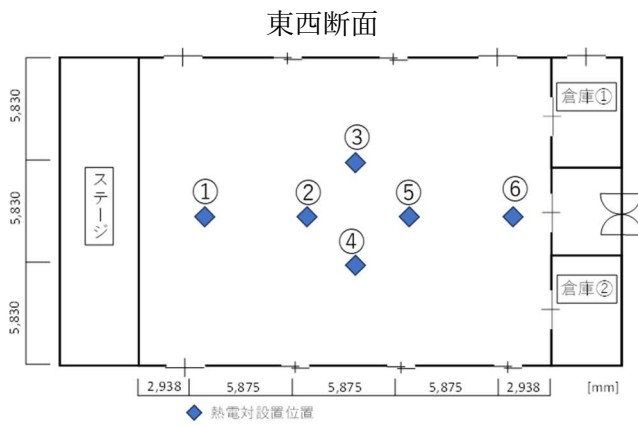 東西断面
5,830
5,830
5,830
ステージ
倉庫①
倉庫②
③
①
②
⑤
⑥
④
2,938
5,875
5,875
5,875
2,938
[mm]
熱電対設置位置